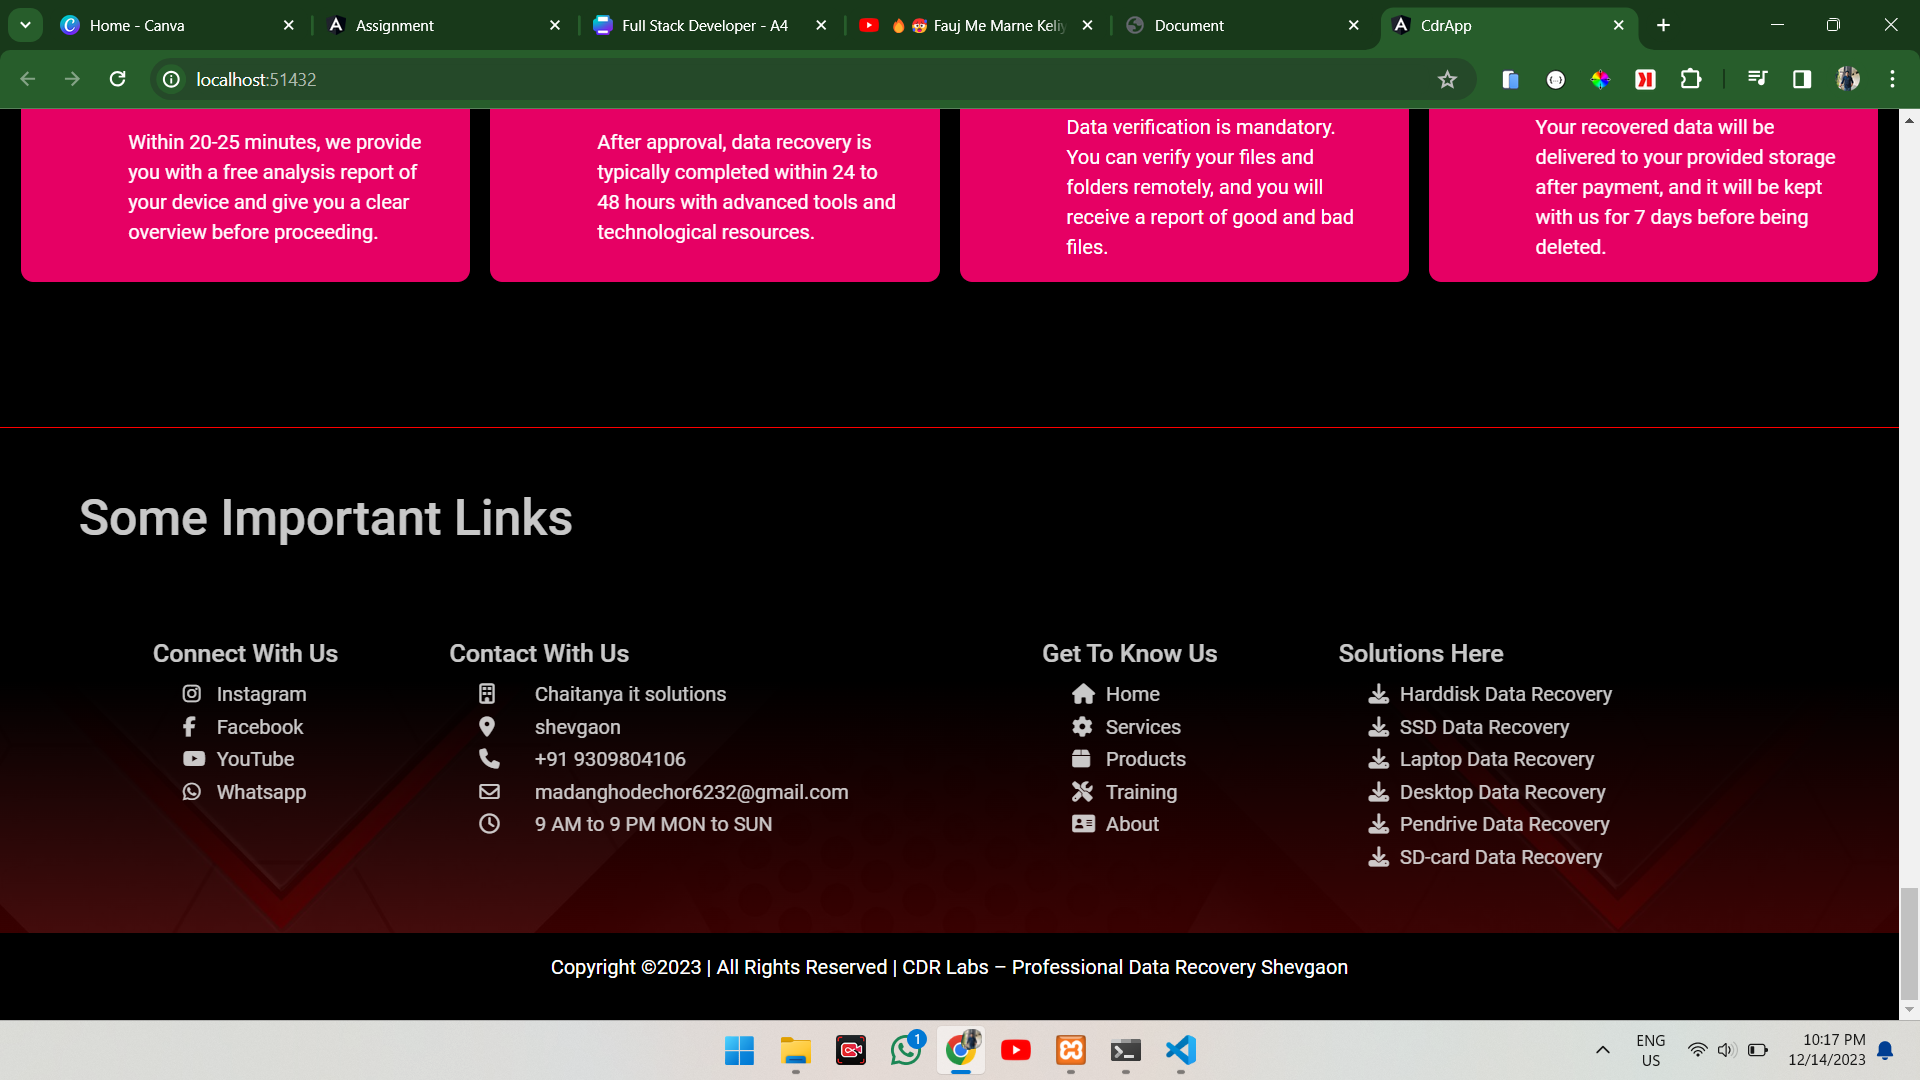 Home - Canva
Assignment
Full Stack Developer - A4
🔥 Fauj Me Marne Keliy
Document
CdrApp
localhost:51432
Within 20-25 minutes, we provide
you with a free analysis report of
your device and give you a clear
overview before proceeding.
After approval, data recovery is
typically completed within 24 to
48 hours with advanced tools and
technological resources.
Data verification is mandatory.
You can verify your files and
folders remotely, and you will
receive a report of good and bad
files.
Your recovered data will be
delivered to your provided storage
after payment, and it will be kept
with us for 7 days before being
deleted.
Some Important Links
Connect With Us
Instagram
Facebook
YouTube
Whatsapp
Contact With Us
Chaitanya it solutions
shevgaon
+91 9309804106
madanghodechor6232@gmail.com
9 AM to 9 PM MON to SUN
Get To Know Us
Home
Services
Products
Training
About
Solutions Here
Harddisk Data Recovery
SSD Data Recovery
Laptop Data Recovery
Desktop Data Recovery
Pendrive Data Recovery
SD-card Data Recovery
Copyright ©2023 | All Rights Reserved | CDR Labs – Professional Data Recovery Shevgaon
1
ENG
US
10:17 PM
12/14/2023